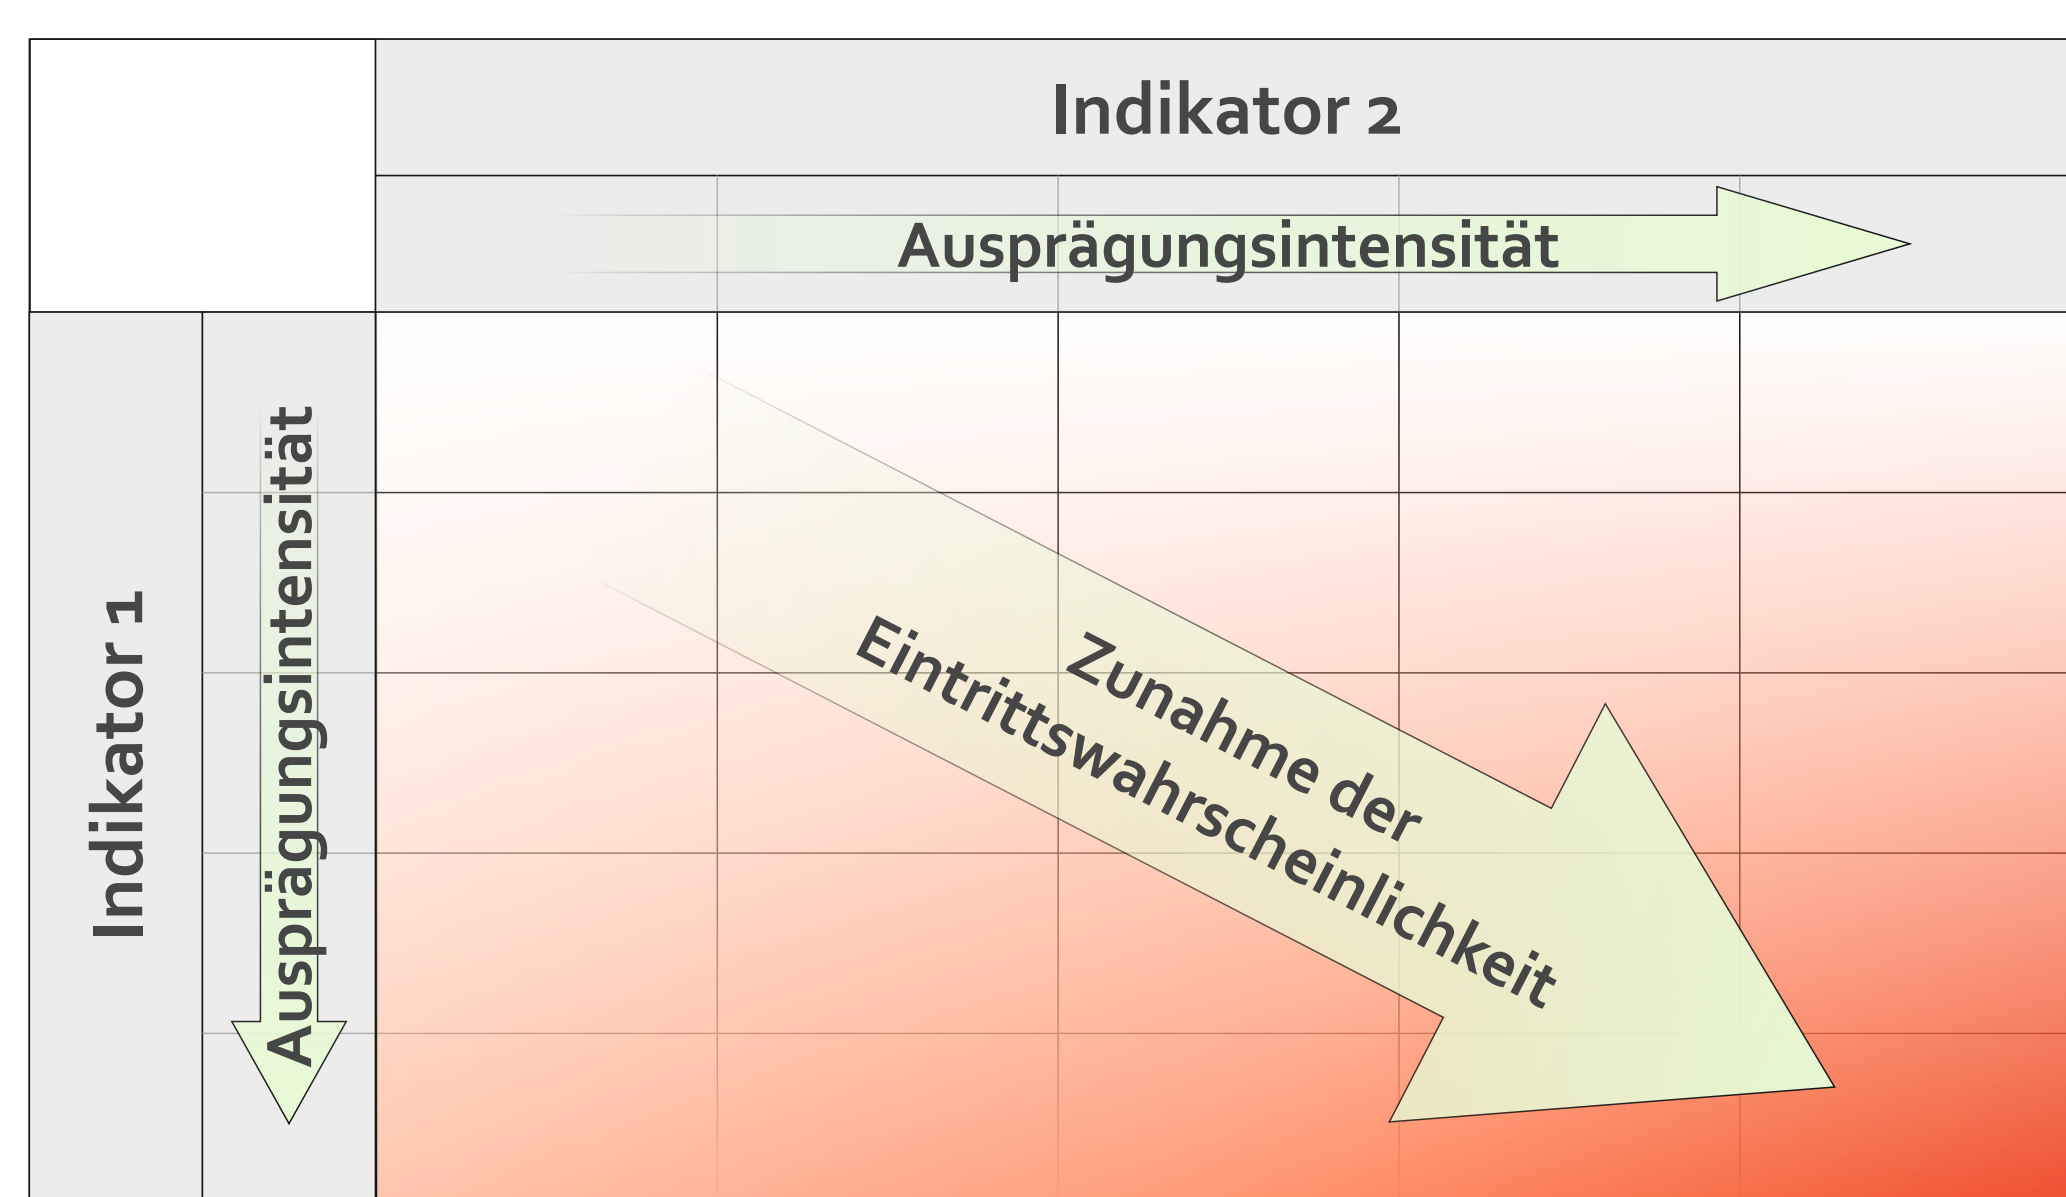 Indikator 2
Ausprägungsintensität
Indikator 1
Ausprägungsintensität
Zunahme der
Eintrittswahrscheinlichkeit